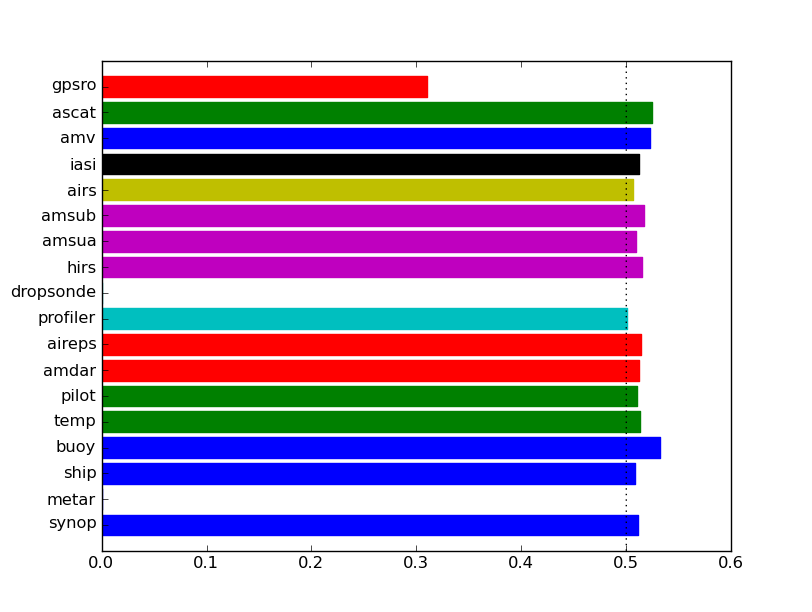 gpsro
ascat
amv
iasi
airs
amsub
amsua
hirs
dropsonde
profiler
aireps
amdar
pilot
temp
buoy
ship
metar
synop
0.0 0.1 0.2 0.3 0.4 0.5 0.6